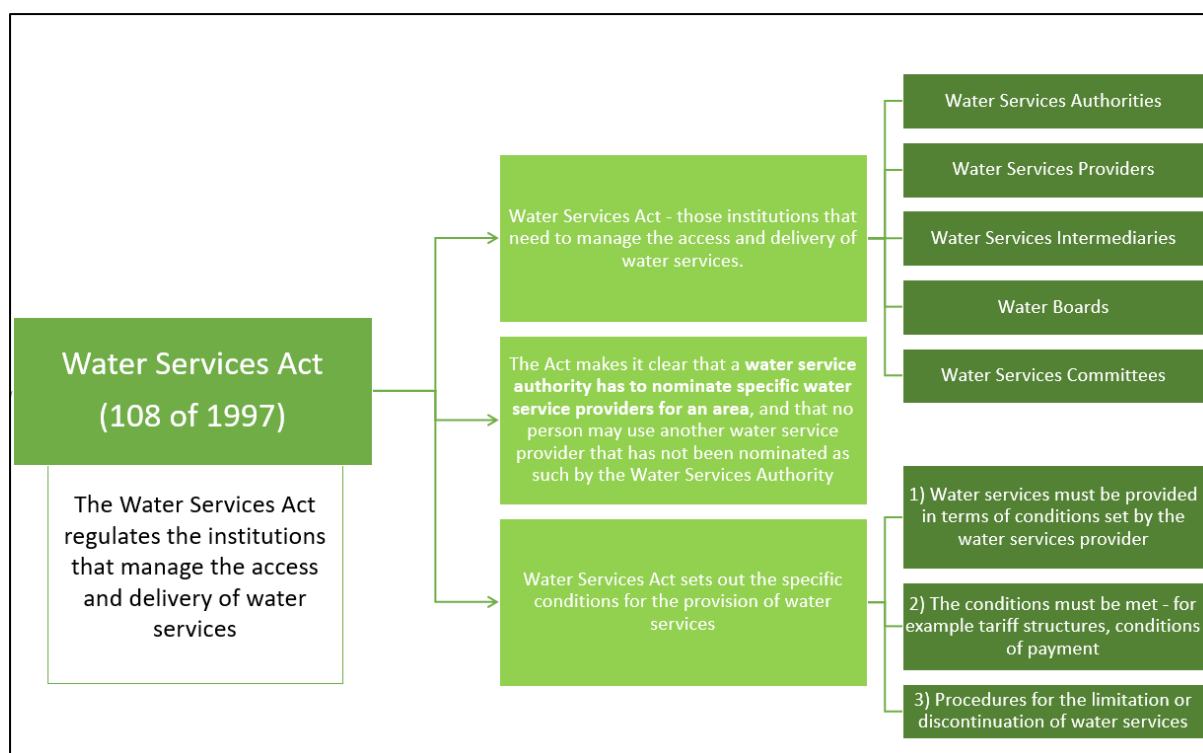 Water Services Act
(108 of 1997)
The Water Services Act
regulates the institutions
that manage the access
and delivery of water
services
Water Services Act - those institutions that
need to manage the access and delivery of
water services.
Water Services Authorities
Water Services Providers
Water Services Intermediaries
Water Boards
Water Services Committees
The Act makes it clear that a water service
authority has to nominate specific water
service providers for an area, and that no
person may use another water service
provider that has not been nominated as
such by the Water Services Authority
Water Services Act sets out the specific
conditions for the provision of water
services
1) Water services must be provided
in terms of conditions set by the
water services provider
2) The conditions must be met - for
example tariff structures, conditions
of payment
3) Procedures for the limitation or
discontinuation of water services